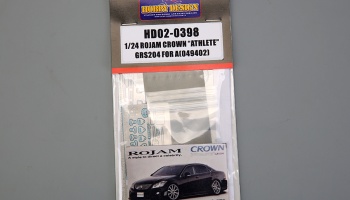 HOBBY DESIGN
HD02-0398
1/24 ROJAM CROWN "ATHLETE"
GRS204 FOR A(049402)
ROJAM
CROWN